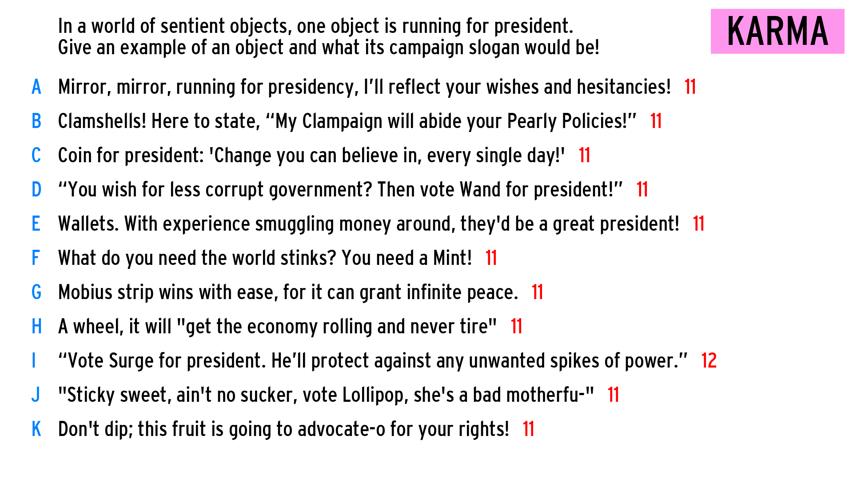 In a world of sentient objects, one object is running for president.
Give an example of an object and what its campaign slogan would be!
KARMA
A Mirror, mirror, running for presidency, I'll reflect your wishes and hesitancies! 11
B Clamshells! Here to state, “My Clampaign will abide your Pearly Policies!” 11
C Coin for president: 'Change you can believe in, every single day!' 11
D “You wish for less corrupt government? Then vote Wand for president!” 11
E Wallets. With experience smuggling money around, they'd be a great president! 11
F What do you need the world stinks? You need a Mint! 11
G Mobius strip wins with ease, for it can grant infinite peace. 11
H A wheel, it will "get the economy rolling and never tire" 11
I “Vote Surge for president. He’ll protect against any unwanted spikes of power.” 12
J "Sticky sweet, ain't no sucker, vote Lollipop, she's a bad motherfu-" 11
K Don't dip; this fruit is going to advocate-o for your rights! 11